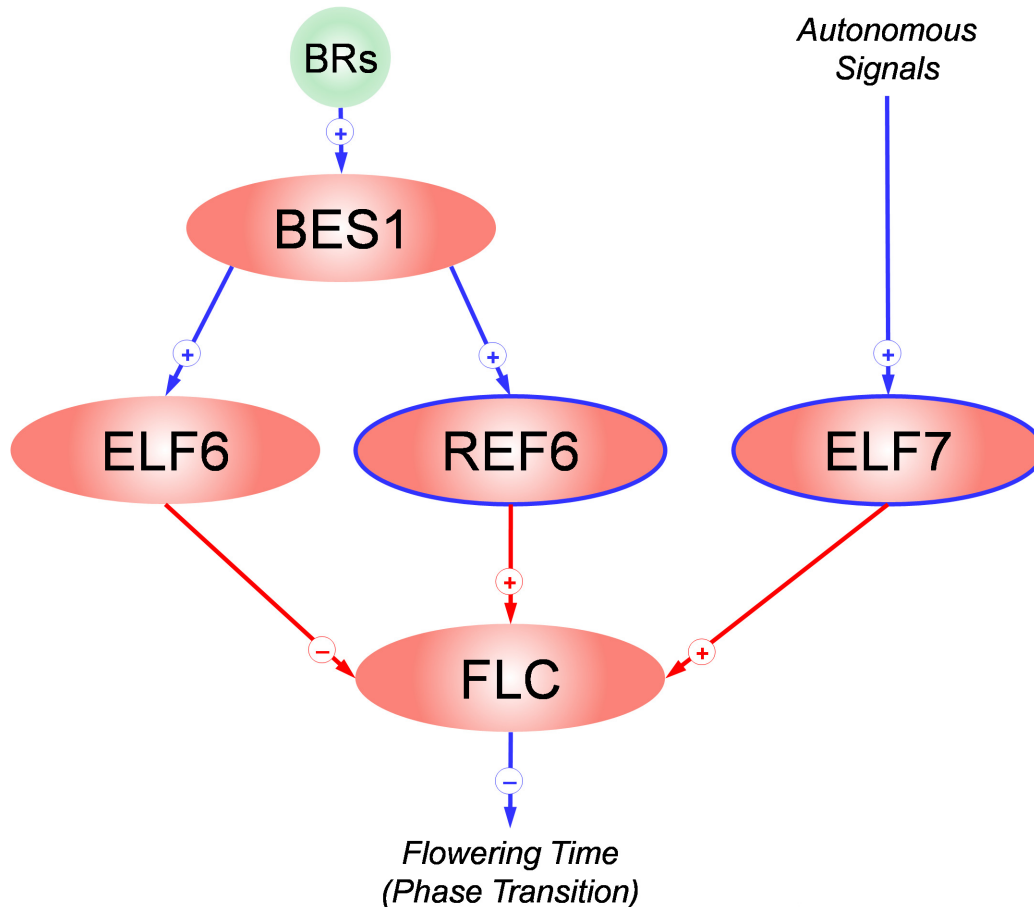 BRs
Autonomous
Signals
+
BES1
+
+
+
ELF6
REF6
ELF7
+
−
+
FLC
−
Flowering Time
(Phase Transition)